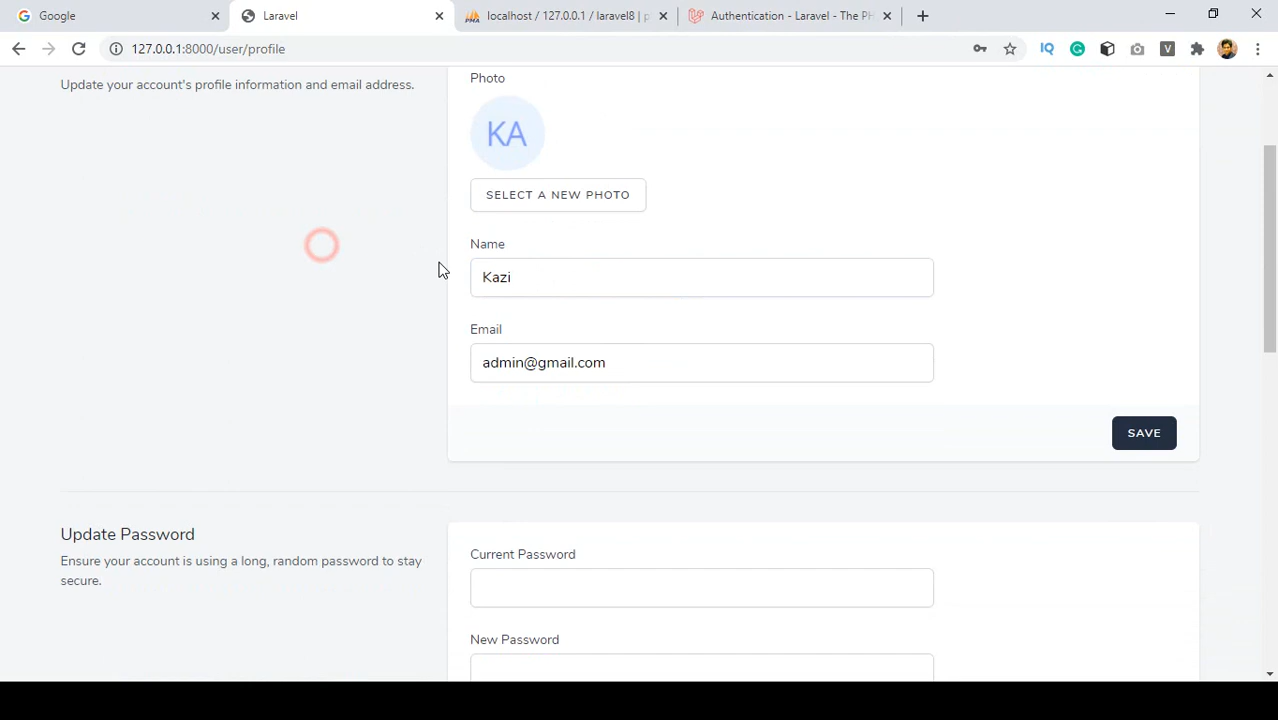 Google
Laravel
localhost / 127.0.0.1 / laravel8 | p
Authentication - Laravel - The PH
127.0.0.1:8000/user/profile
IQ
V
Update your account's profile information and email address.
Photo
KA
SELECT A NEW PHOTO
Name
Kazi
Email
admin@gmail.com
SAVE
Update Password
Ensure your account is using a long, random password to stay
secure.
Current Password
New Password